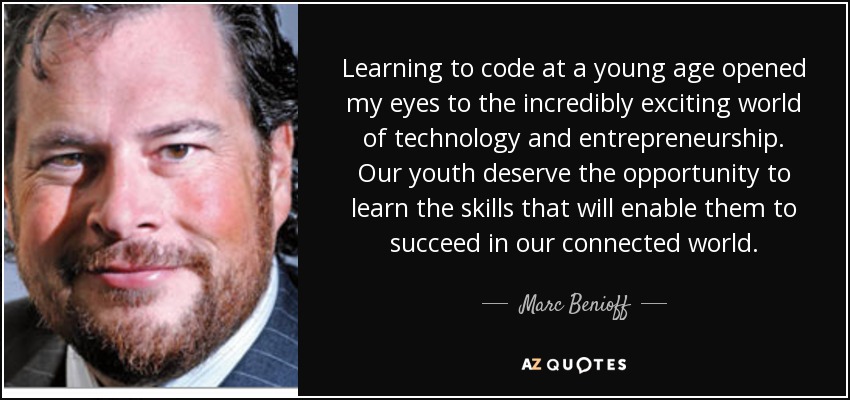 Learning to code at a young age opened
my eyes to the incredibly exciting world
of technology and entrepreneurship.
Our youth deserve the opportunity to
learn the skills that will enable them to
succeed in our connected world.
Marc Benioff
AZ QUOTES